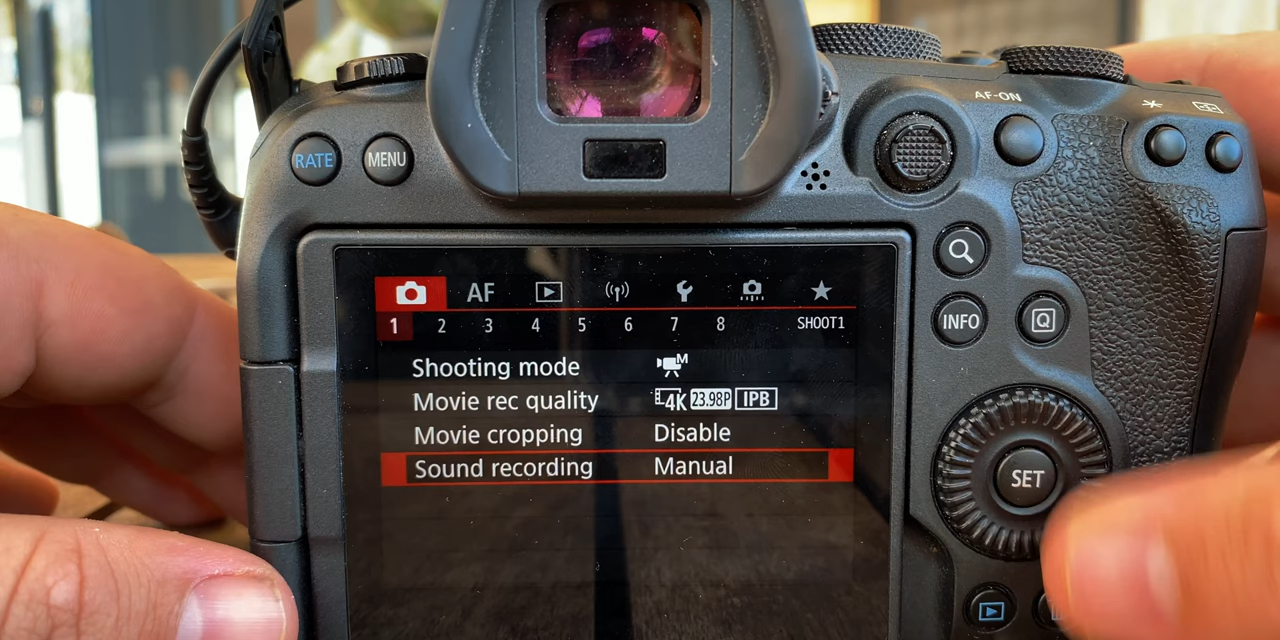 AF-ON
RATE MENU
AF
1 2 3 4 5 6 7 8 SHOOT1
Shooting mode M
Movie rec quality 4K 23.98P IPB
Movie cropping Disable
Sound recording Manual
INFO Q
SET